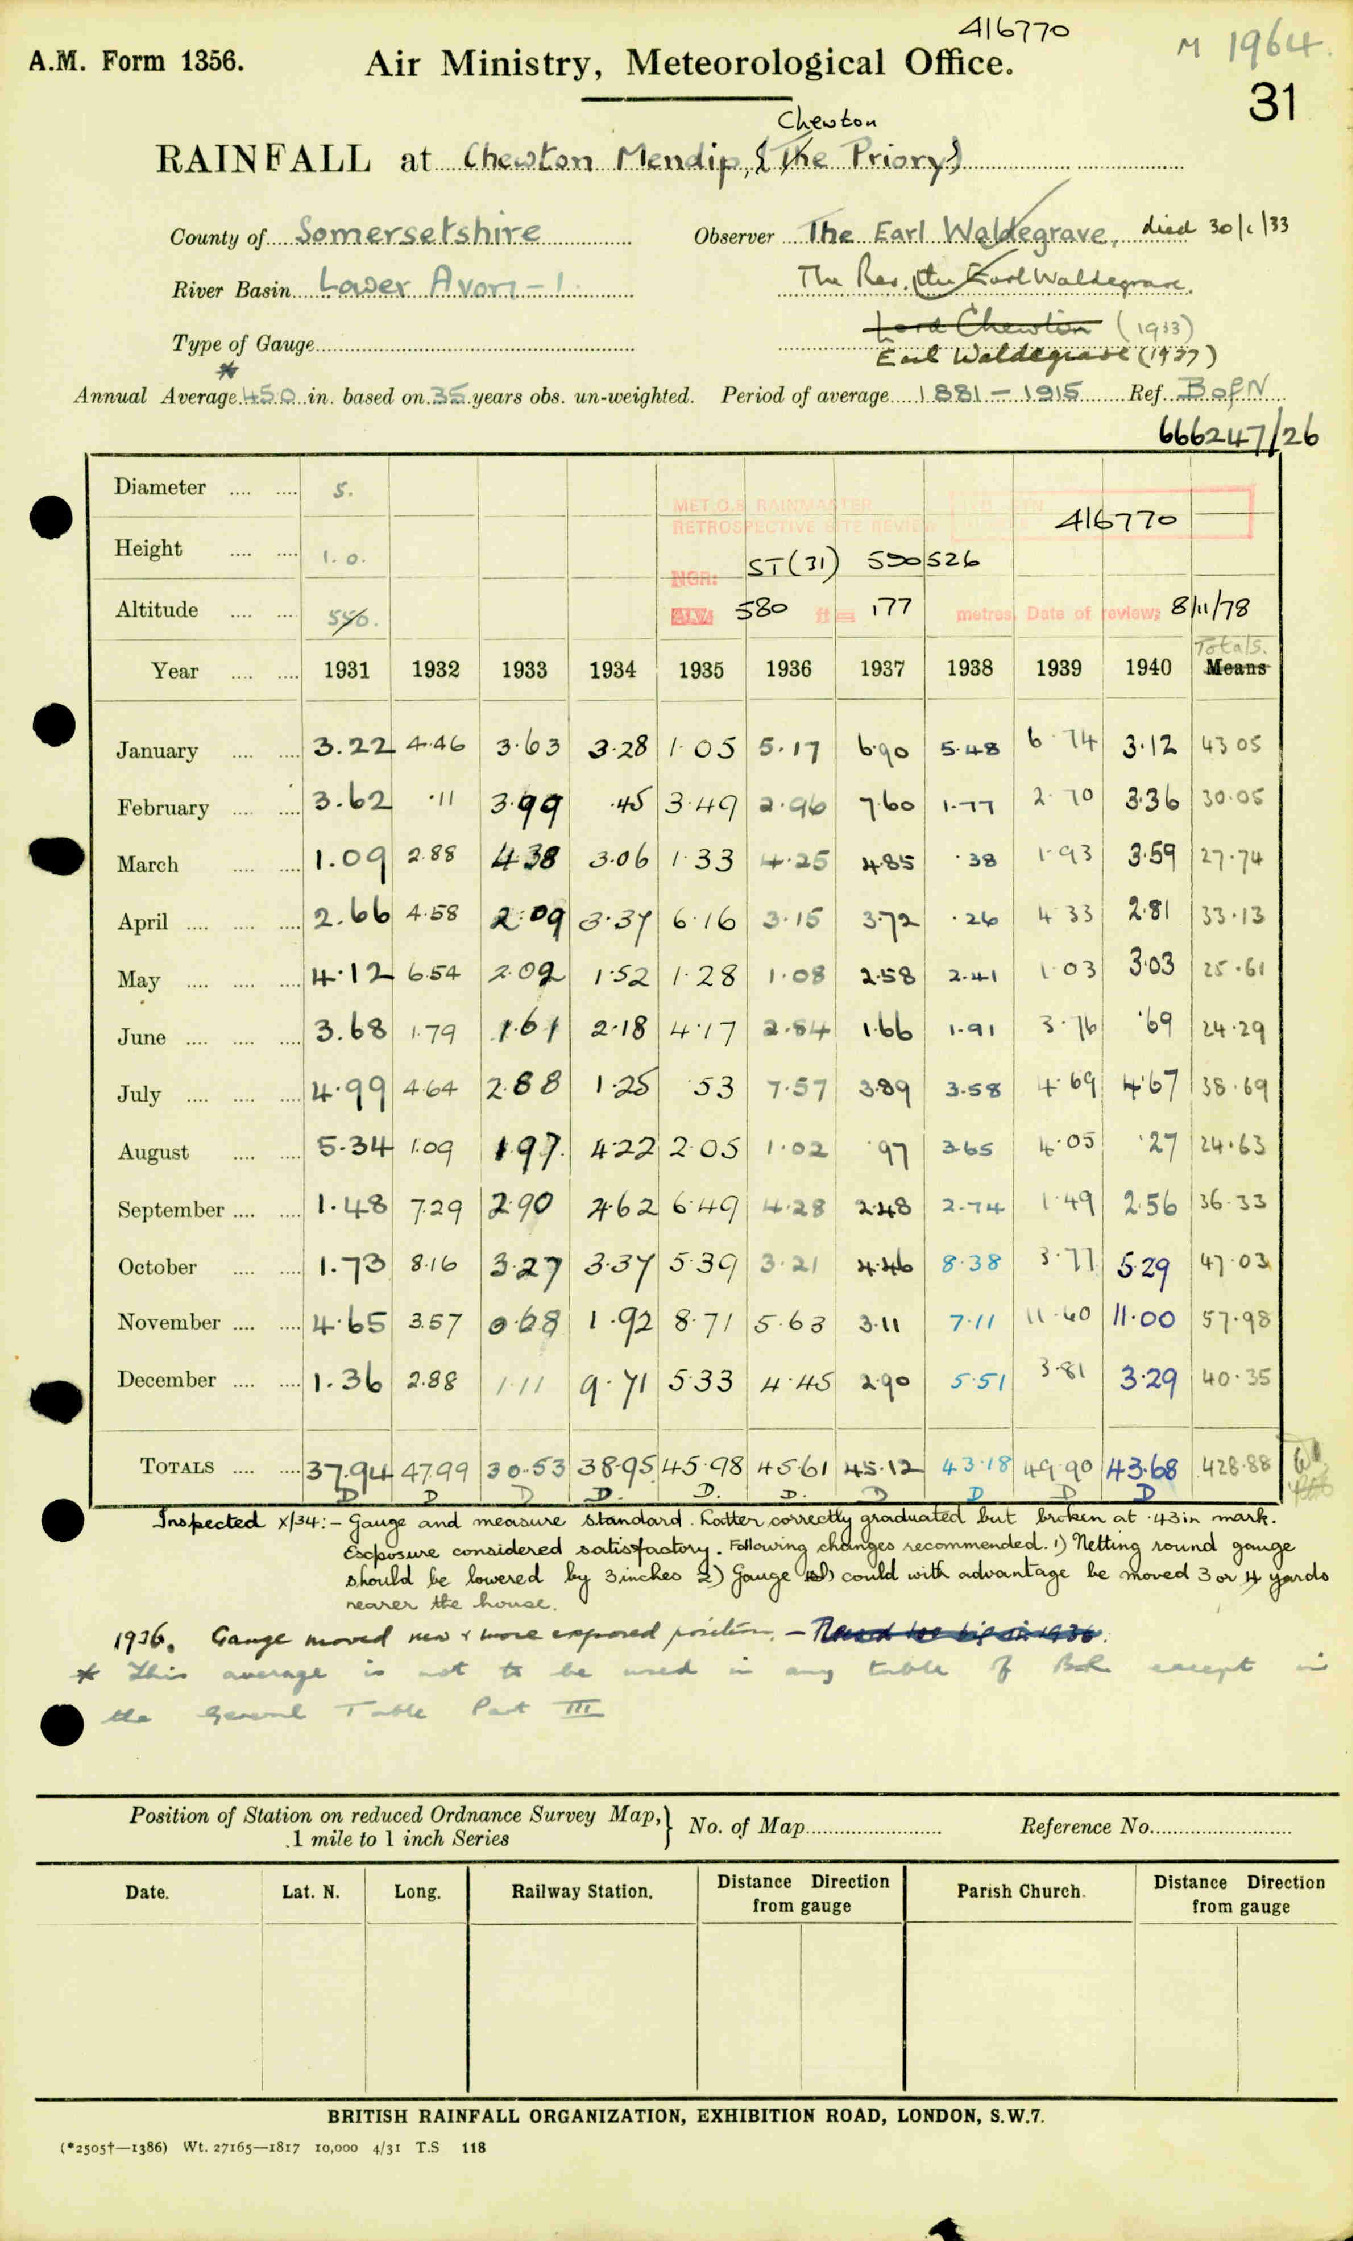 416770
M 1964.
A.M. Form 1356.
Air Ministry, Meteorological Office.
31
Chewton
RAINFALL at Chewton Mendip, {The Priory}
County of Somersetshire Observer The Earl Waldegrave, died 30/1/33
River Basin Lower Avon - 1. The Rev. the Earl Waldegrave.
Lord Chewton (1933)
Type of Gauge
Earl Waldegrave (1937)
*
Annual Average 45.0 in. based on 35 years obs. un-weighted. Period of average 1881 - 1915 Ref. B of N
666247/26
Diameter 5.
MET.O.8 RAINMASTER
RETROSPECTIVE SITE REVIEW
416770
Height 1.0.
NGR: ST (31) 590526
Altitude 550. ALT 580 ft = 177 metres. Date of review: 8/11/78
Totals.
Year 1931 1932 1933 1934 1935 1936 1937 1938 1939 1940 Means
January 3.22 4.46 3.63 3.28 1.05 5.17 6.90 5.48 6.74 3.12 43.05
February 3.62 .11 3.99 .45 3.49 2.96 7.60 1.77 2.70 3.36 30.05
March 1.09 2.88 4.38 3.06 1.33 4.25 4.85 .38 1.93 3.59 27.74
April 2.66 4.58 2.09 3.37 6.16 3.15 3.72 .26 4.33 2.81 33.13
May 4.12 6.54 2.02 1.52 1.28 1.08 2.58 2.41 1.03 3.03 25.61
June 3.68 1.79 1.61 2.18 4.17 2.84 1.66 1.91 3.76 .69 24.29
July 4.99 4.64 2.88 1.25 .53 7.57 3.89 3.58 4.69 4.67 38.69
August 5.34 1.09 1.97 4.22 2.05 1.02 .97 3.65 4.05 .27 24.63
September 1.48 7.29 2.90 4.62 6.49 4.28 2.48 2.74 1.49 2.56 36.33
October 1.73 8.16 3.27 3.37 5.39 3.21 4.46 8.38 3.77 5.29 47.03
November 4.65 3.57 0.68 1.92 8.71 5.63 3.11 7.11 11.60 11.00 57.98
December 1.36 2.88 1.11 9.71 5.33 4.45 2.90 5.51 3.81 3.29 40.35
TOTALS 37.94 47.99 30.53 38.95 45.98 45.61 45.12 43.18 49.90 43.68 428.88
D D D D. D. D. D D D D
Inspected X/34:- Gauge and measure standard. Latter correctly graduated but broken at .43in mark.
Exposure considered satisfactory. Following changes recommended. 1) Netting round gauge
should be lowered by 3 inches 2) Gauge could with advantage be moved 3 or 4 yards
nearer the house.
1936. Gauge moved new & more exposed position. -
* This average is not to be used in any table of B.R. except in
the General Table Part III
Position of Station on reduced Ordnance Survey Map,} No. of Map Reference No.
1 mile to 1 inch Series
Date. Lat. N. Long. Railway Station. Distance Direction from gauge Parish Church. Distance Direction from gauge
BRITISH RAINFALL ORGANIZATION, EXHIBITION ROAD, LONDON, S.W.7.
(*2505†—1386) Wt. 27165—1817 10,000 4/31 T.S 118